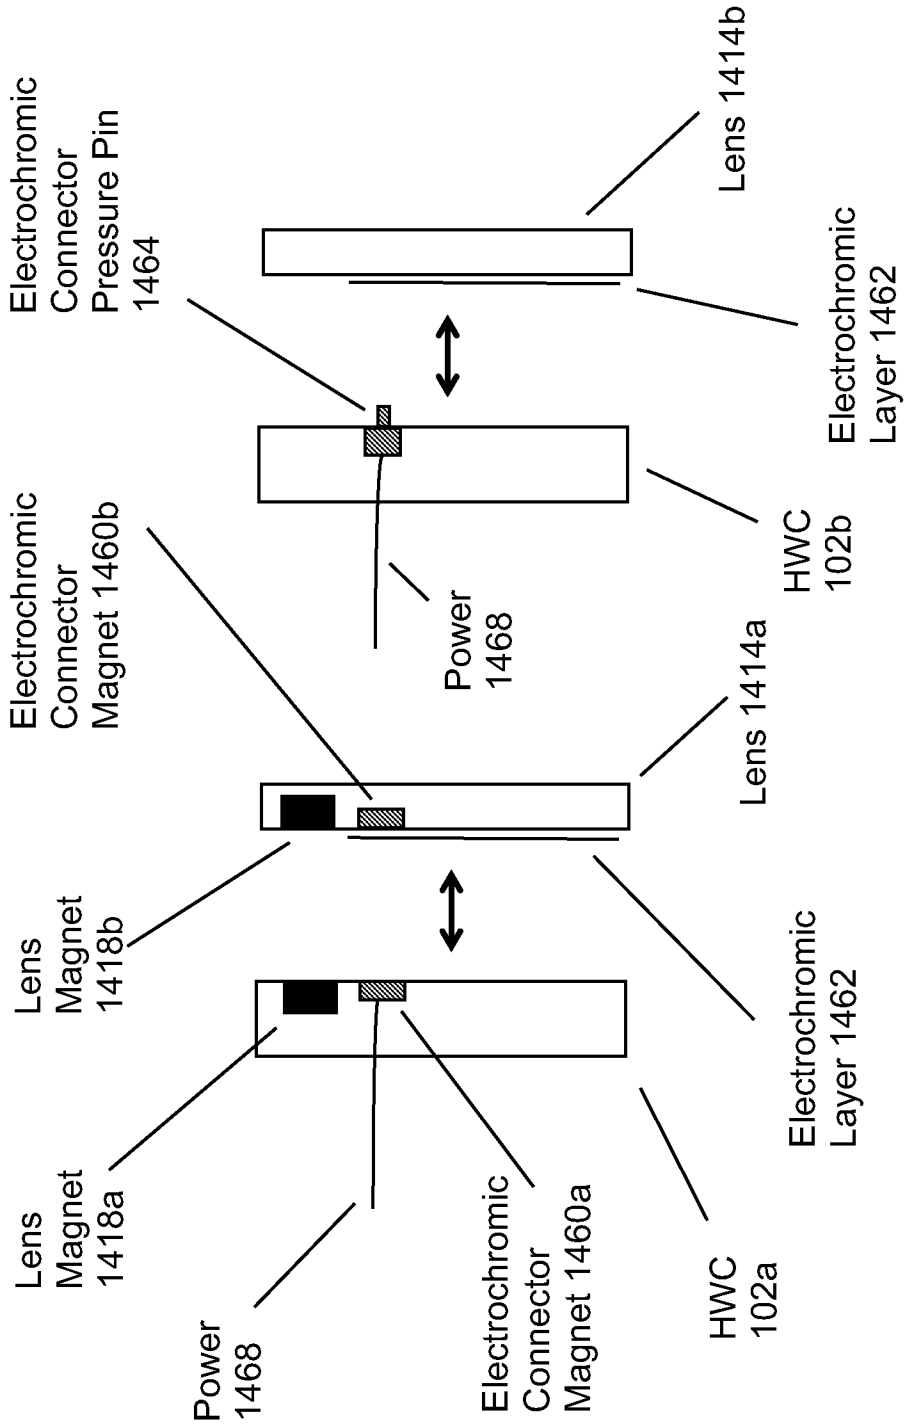 Lens
Magnet
1418a
Lens
Magnet
1418b
Electrochromic
Connector
Magnet 1460b
Electrochromic
Connector
Pressure Pin
1464
Power
1468
Power
1468
Electrochromic
Connector
Magnet 1460a
HWC
102a
Electrochromic
Layer 1462
Lens 1414a
HWC
102b
Electrochromic
Layer 1462
Lens 1414b